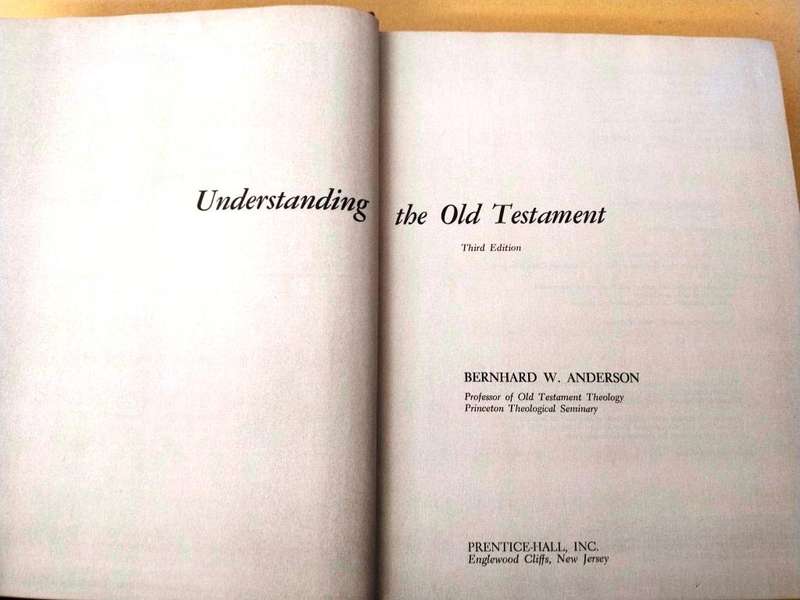 Understanding the Old Testament
Third Edition
BERNHARD W. ANDERSON
Professor of Old Testament Theology
Princeton Theological Seminary
PRENTICE-HALL, INC.
Englewood Cliffs, New Jersey